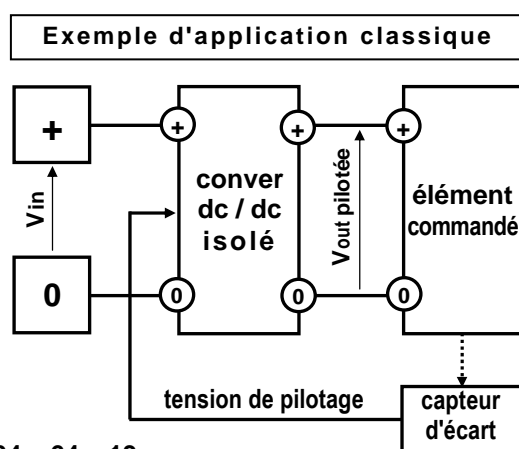 Exemple d'application classique
+
Vin
0
+
0
conver
dc / dc
isolé
+
0
Vout pilotée
+
0
élément
commandé
tension de pilotage
capteur
d'écart